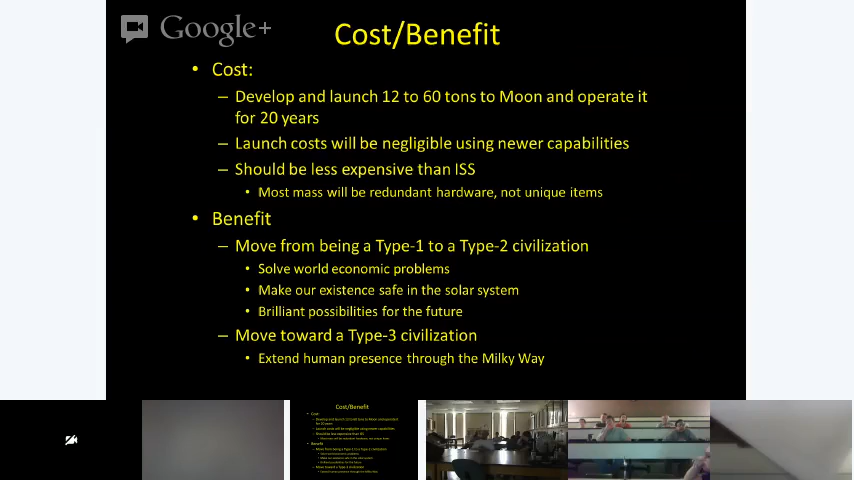 Google+
Cost/Benefit
• Cost:
– Develop and launch 12 to 60 tons to Moon and operate it
for 20 years
– Launch costs will be negligible using newer capabilities
– Should be less expensive than ISS
• Most mass will be redundant hardware, not unique items
• Benefit
– Move from being a Type-1 to a Type-2 civilization
• Solve world economic problems
• Make our existence safe in the solar system
• Brilliant possibilities for the future
– Move toward a Type-3 civilization
• Extend human presence through the Milky Way
Cost/Benefit